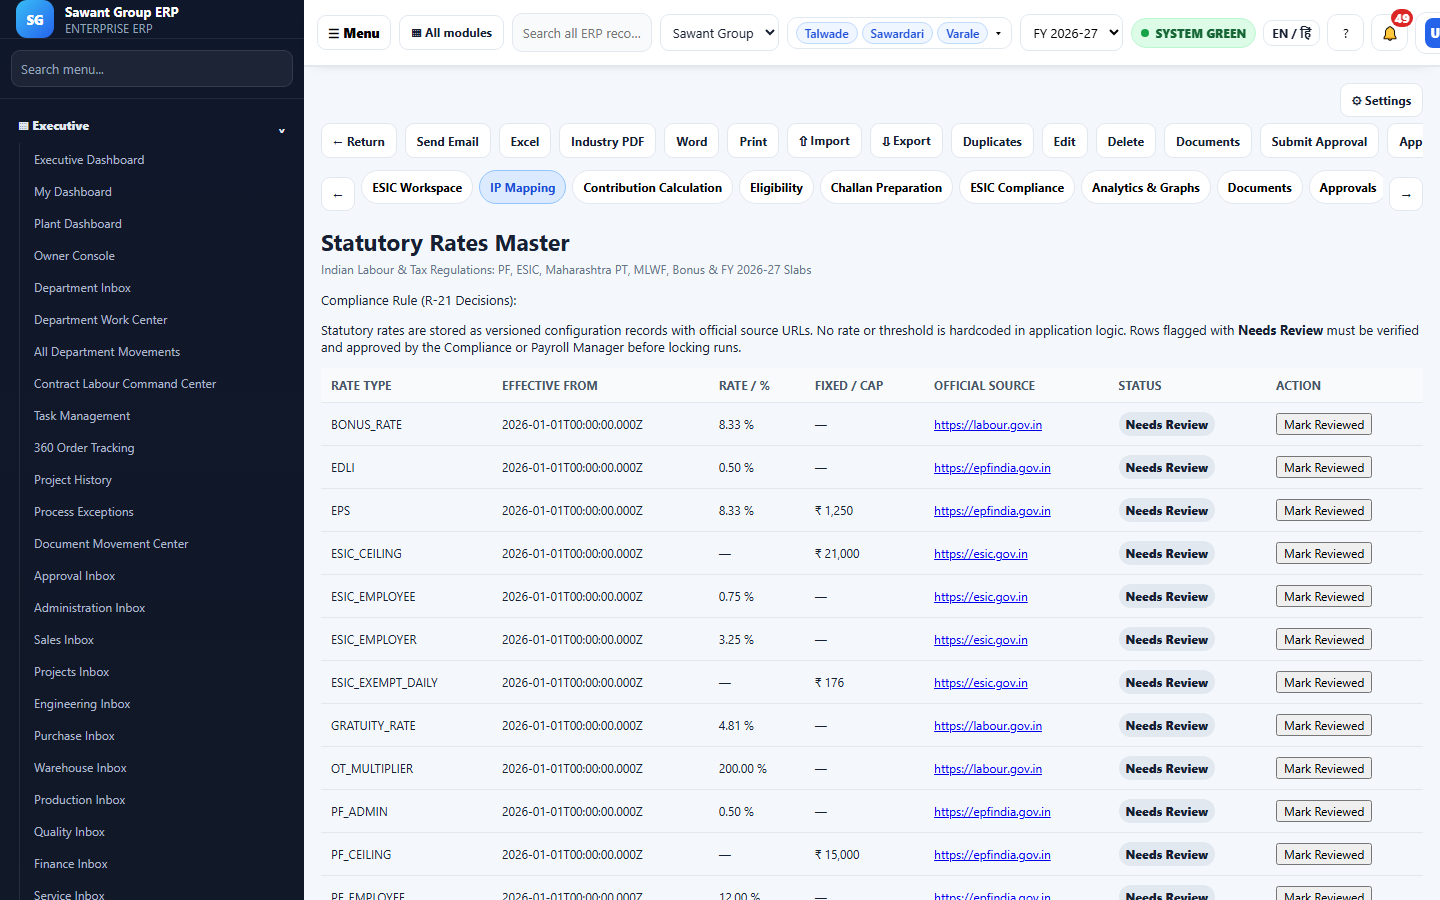 SG
Sawant Group ERP
ENTERPRISE ERP
☰ Menu
All modules
Search all ERP reco...
Sawant Group
Talwade
Sawardari
Varale
FY 2026-27
SYSTEM GREEN
EN / हिं
?
49
U
Search menu...
Executive
Executive Dashboard
My Dashboard
Plant Dashboard
Owner Console
Department Inbox
Department Work Center
All Department Movements
Contract Labour Command Center
Task Management
360 Order Tracking
Project History
Process Exceptions
Document Movement Center
Approval Inbox
Administration Inbox
Sales Inbox
Projects Inbox
Engineering Inbox
Purchase Inbox
Warehouse Inbox
Production Inbox
Quality Inbox
Finance Inbox
Service Inbox
⚙ Settings
← Return
Send Email
Excel
Industry PDF
Word
Print
⇧ Import
⇩ Export
Duplicates
Edit
Delete
Documents
Submit Approval
App
←
ESIC Workspace
IP Mapping
Contribution Calculation
Eligibility
Challan Preparation
ESIC Compliance
Analytics & Graphs
Documents
Approvals
→
Statutory Rates Master
Indian Labour & Tax Regulations: PF, ESIC, Maharashtra PT, MLWF, Bonus & FY 2026-27 Slabs
Compliance Rule (R-21 Decisions):
Statutory rates are stored as versioned configuration records with official source URLs. No rate or threshold is hardcoded in application logic. Rows flagged with Needs Review must be verified
and approved by the Compliance or Payroll Manager before locking runs.
RATE TYPE EFFECTIVE FROM RATE / % FIXED / CAP OFFICIAL SOURCE STATUS ACTION
BONUS_RATE 2026-01-01T00:00:00.000Z 8.33 % — https://labour.gov.in Needs Review Mark Reviewed
EDLI 2026-01-01T00:00:00.000Z 0.50 % — https://epfindia.gov.in Needs Review Mark Reviewed
EPS 2026-01-01T00:00:00.000Z 8.33 % ₹ 1,250 https://epfindia.gov.in Needs Review Mark Reviewed
ESIC_CEILING 2026-01-01T00:00:00.000Z — ₹ 21,000 https://esic.gov.in Needs Review Mark Reviewed
ESIC_EMPLOYEE 2026-01-01T00:00:00.000Z 0.75 % — https://esic.gov.in Needs Review Mark Reviewed
ESIC_EMPLOYER 2026-01-01T00:00:00.000Z 3.25 % — https://esic.gov.in Needs Review Mark Reviewed
ESIC_EXEMPT_DAILY 2026-01-01T00:00:00.000Z — ₹ 176 https://esic.gov.in Needs Review Mark Reviewed
GRATUITY_RATE 2026-01-01T00:00:00.000Z 4.81 % — https://labour.gov.in Needs Review Mark Reviewed
OT_MULTIPLIER 2026-01-01T00:00:00.000Z 200.00 % — https://labour.gov.in Needs Review Mark Reviewed
PF_ADMIN 2026-01-01T00:00:00.000Z 0.50 % — https://epfindia.gov.in Needs Review Mark Reviewed
PF_CEILING 2026-01-01T00:00:00.000Z — ₹ 15,000 https://epfindia.gov.in Needs Review Mark Reviewed
PF_EMPLOYEE 2026-01-01T00:00:00.000Z 12.00 % — https://epfindia.gov.in Needs Review Mark Reviewed